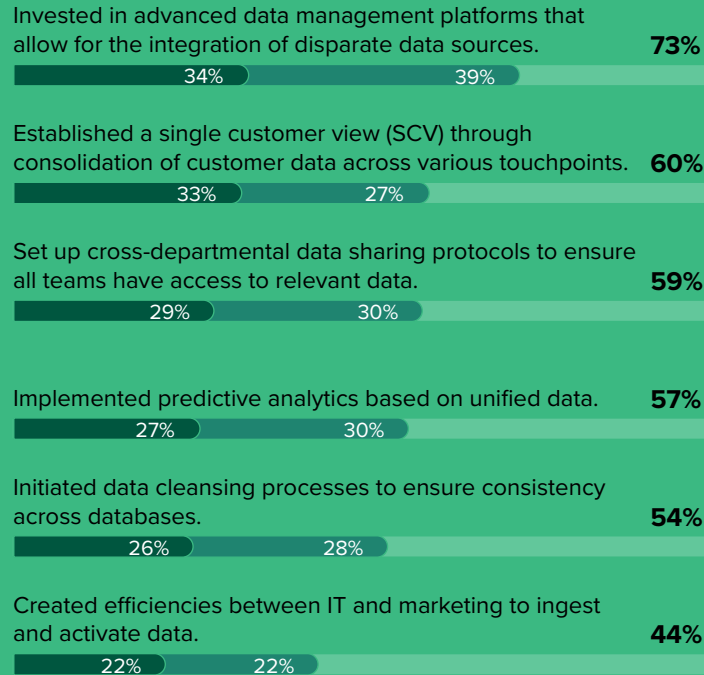 Invested in advanced data management platforms that
allow for the integration of disparate data sources. 73%
34% 39%
Established a single customer view (SCV) through
consolidation of customer data across various touchpoints. 60%
33% 27%
Set up cross-departmental data sharing protocols to ensure
all teams have access to relevant data. 59%
29% 30%
Implemented predictive analytics based on unified data. 57%
27% 30%
Initiated data cleansing processes to ensure consistency
across databases. 54%
26% 28%
Created efficiencies between IT and marketing to ingest
and activate data. 44%
22% 22%